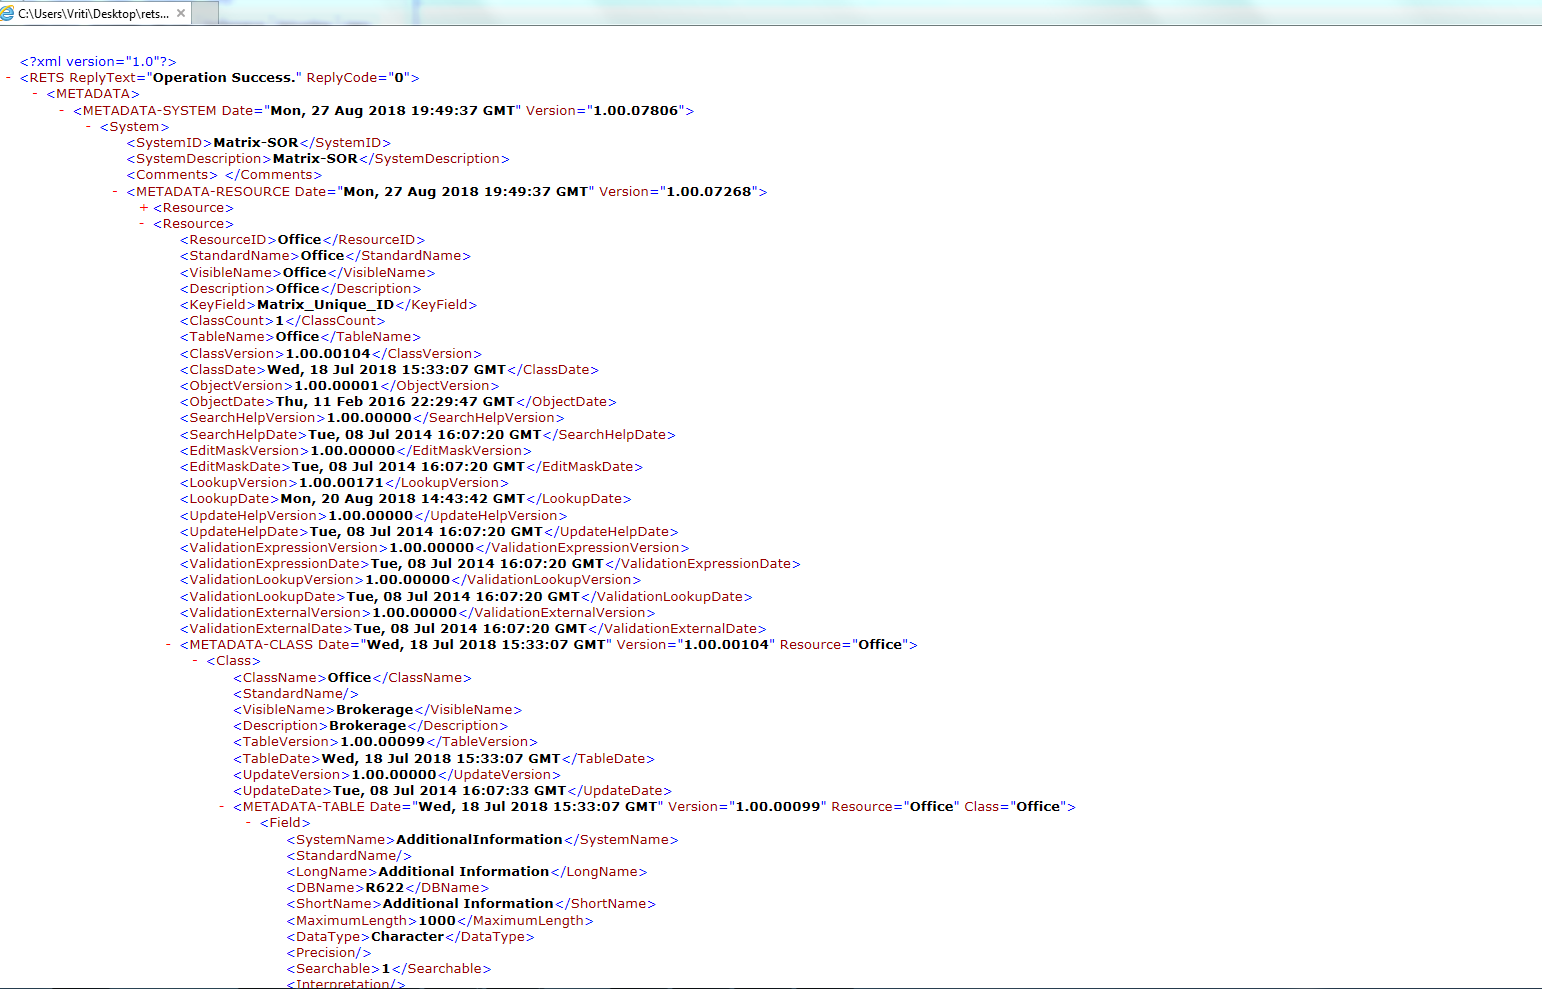 C:\Users\Vriti\Desktop\rets...
<?xml version="1.0"?>
- <RETS ReplyText="Operation Success." ReplyCode="0">
- <METADATA>
- <METADATA-SYSTEM Date="Mon, 27 Aug 2018 19:49:37 GMT" Version="1.00.07806">
- <System>
<SystemID>Matrix-SOR</SystemID>
<SystemDescription>Matrix-SOR</SystemDescription>
<Comments> </Comments>
- <METADATA-RESOURCE Date="Mon, 27 Aug 2018 19:49:37 GMT" Version="1.00.07268">
+ <Resource>
- <Resource>
<ResourceID>Office</ResourceID>
<StandardName>Office</StandardName>
<VisibleName>Office</VisibleName>
<Description>Office</Description>
<KeyField>Matrix_Unique_ID</KeyField>
<ClassCount>1</ClassCount>
<TableName>Office</TableName>
<ClassVersion>1.00.00104</ClassVersion>
<ClassDate>Wed, 18 Jul 2018 15:33:07 GMT</ClassDate>
<ObjectVersion>1.00.00001</ObjectVersion>
<ObjectDate>Thu, 11 Feb 2016 22:29:47 GMT</ObjectDate>
<SearchHelpVersion>1.00.00000</SearchHelpVersion>
<SearchHelpDate>Tue, 08 Jul 2014 16:07:20 GMT</SearchHelpDate>
<EditMaskVersion>1.00.00000</EditMaskVersion>
<EditMaskDate>Tue, 08 Jul 2014 16:07:20 GMT</EditMaskDate>
<LookupVersion>1.00.00171</LookupVersion>
<LookupDate>Mon, 20 Aug 2018 14:43:42 GMT</LookupDate>
<UpdateHelpVersion>1.00.00000</UpdateHelpVersion>
<UpdateHelpDate>Tue, 08 Jul 2014 16:07:20 GMT</UpdateHelpDate>
<ValidationExpressionVersion>1.00.00000</ValidationExpressionVersion>
<ValidationExpressionDate>Tue, 08 Jul 2014 16:07:20 GMT</ValidationExpressionDate>
<ValidationLookupVersion>1.00.00000</ValidationLookupVersion>
<ValidationLookupDate>Tue, 08 Jul 2014 16:07:20 GMT</ValidationLookupDate>
<ValidationExternalVersion>1.00.00000</ValidationExternalVersion>
<ValidationExternalDate>Tue, 08 Jul 2014 16:07:20 GMT</ValidationExternalDate>
- <METADATA-CLASS Date="Wed, 18 Jul 2018 15:33:07 GMT" Version="1.00.00104" Resource="Office">
- <Class>
<ClassName>Office</ClassName>
<StandardName/>
<VisibleName>Brokerage</VisibleName>
<Description>Brokerage</Description>
<TableVersion>1.00.00099</TableVersion>
<TableDate>Wed, 18 Jul 2018 15:33:07 GMT</TableDate>
<UpdateVersion>1.00.00000</UpdateVersion>
<UpdateDate>Tue, 08 Jul 2014 16:07:33 GMT</UpdateDate>
- <METADATA-TABLE Date="Wed, 18 Jul 2018 15:33:07 GMT" Version="1.00.00099" Resource="Office" Class="Office">
- <Field>
<SystemName>AdditionalInformation</SystemName>
<StandardName/>
<LongName>Additional Information</LongName>
<DBName>R622</DBName>
<ShortName>Additional Information</ShortName>
<MaximumLength>1000</MaximumLength>
<DataType>Character</DataType>
<Precision/>
<Searchable>1</Searchable>
<Interpretation/>